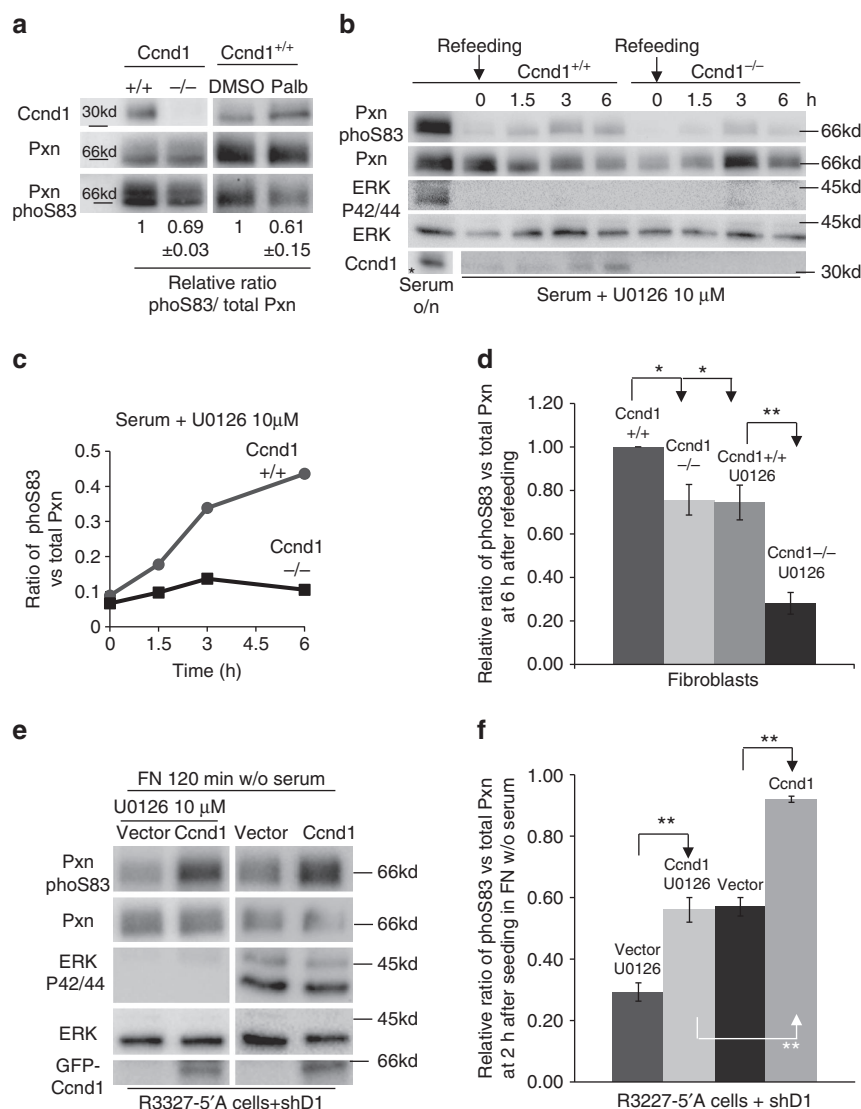 a
Ccnd1
Ccnd1+/+
+/+ −/− DMSO Palb
Ccnd1
30kd
Pxn
66kd
Pxn
phoS83
66kd
1 0.69 1 0.61
±0.03 ±0.15
Relative ratio
phoS83/ total Pxn
b
Refeeding Refeeding
Ccnd1+/+ Ccnd1−/−
0 1.5 3 6 0 1.5 3 6 h
Pxn
phoS83
66kd
Pxn
66kd
ERK
P42/44
45kd
ERK
45kd
Ccnd1
*
30kd
Serum
o/n
Serum + U0126 10 μM
c
Serum + U0126 10μM
Ratio of phoS83
vs total Pxn
0.5
0.4
0.3
0.2
0.1
0
Ccnd1
+/+
Ccnd1
−/−
0 1.5 3 4.5 6
Time (h)
d
Relative ratio of phoS83 vs total Pxn
at 6 h after refeeding
1.20
1.00
0.80
0.60
0.40
0.20
0.00
* * **
Ccnd1
+/+
Ccnd1
−/−
Ccnd1+/+
U0126
Ccnd1−/−
U0126
Fibroblasts
e
FN 120 min w/o serum
U0126 10 μM
Vector Ccnd1 Vector Ccnd1
Pxn
phoS83
66kd
Pxn
66kd
ERK
P42/44
45kd
ERK
45kd
GFP-
Ccnd1
66kd
R3327-5′A cells+shD1
f
Relative ratio of phoS83 vs total Pxn
at 2 h after seeding in FN w/o serum
1.00
0.80
0.60
0.40
0.20
0.00
**
**
Vector
U0126
Ccnd1
U0126
Vector
Ccnd1
**
R3227-5′A cells + shD1